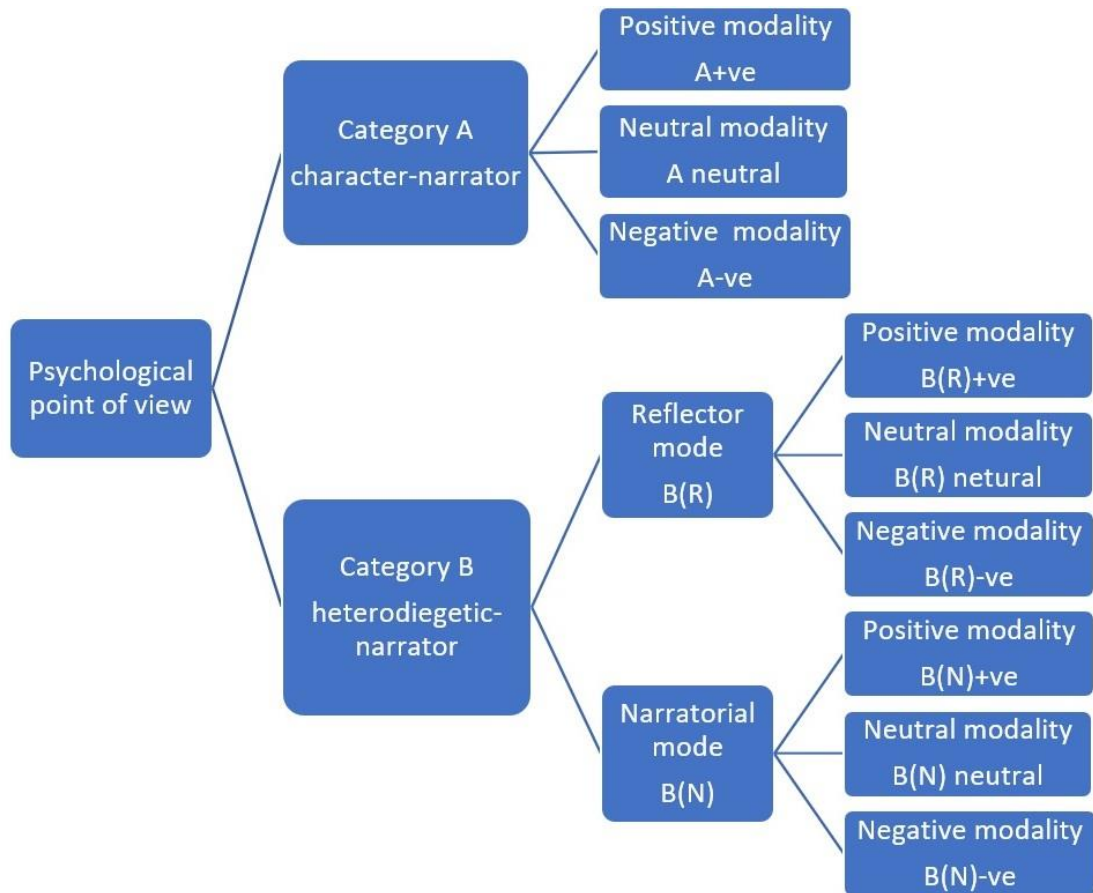 Psychological
point of view
Category A
character-narrator
Positive modality
A+ve
Neutral modality
A neutral
Negative  modality
A-ve
Category B
heterodiegetic-
narrator
Reflector
mode
B(R)
Positive modality
B(R)+ve
Neutral modality
B(R) netural
Negative modality
B(R)-ve
Narratorial
mode
B(N)
Positive modality
B(N)+ve
Neutral modality
B(N) neutral
Negative modality
B(N)-ve